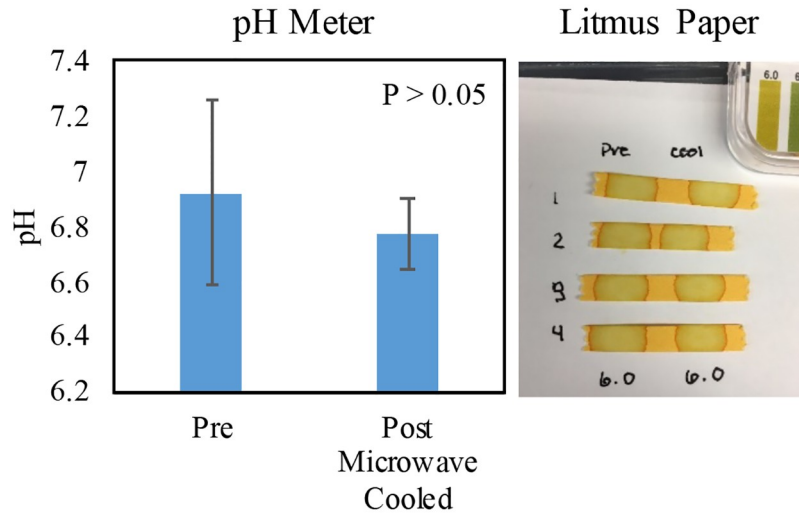 pH Meter
Litmus Paper
7.4
7.2
7
6.8
6.6
6.4
6.2
pH
P > 0.05
Pre
Post
Microwave
Cooled
6.0
Pre cool
1
2
3
4
6.0 6.0